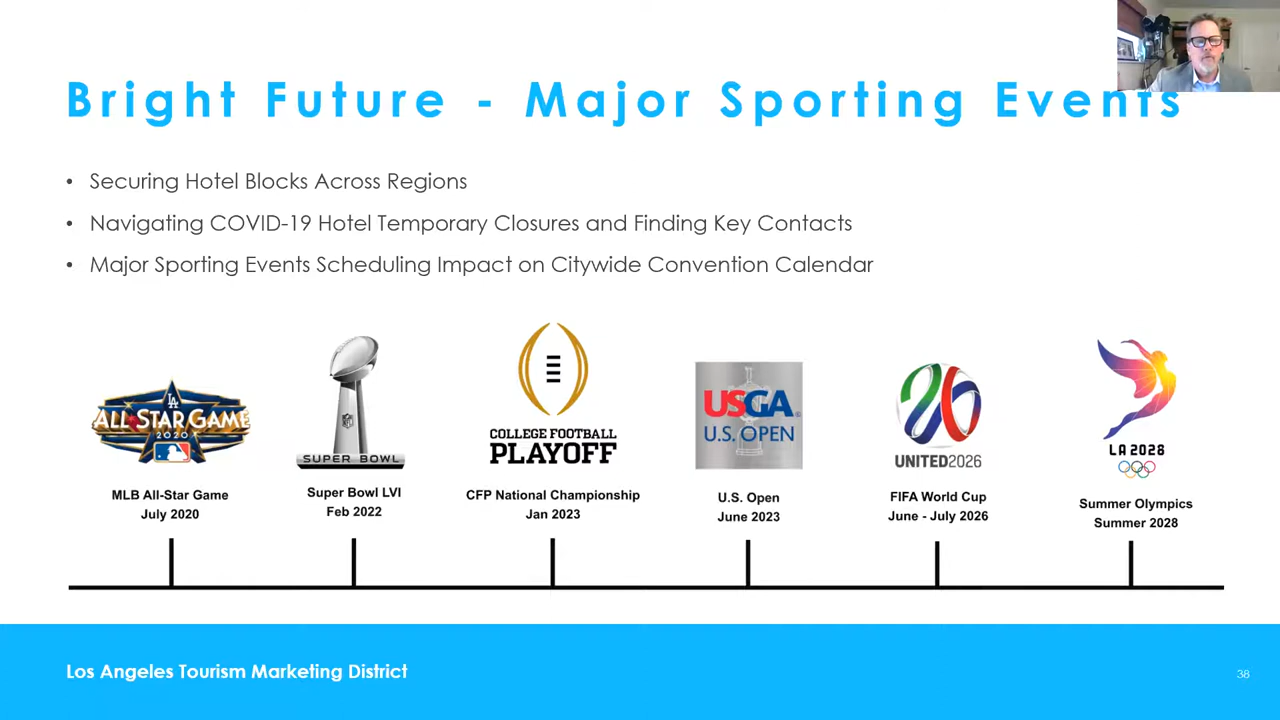 Bright Future - Major Sporting Events
• Securing Hotel Blocks Across Regions
• Navigating COVID-19 Hotel Temporary Closures and Finding Key Contacts
• Major Sporting Events Scheduling Impact on Citywide Convention Calendar
LA
ALL-STAR GAME
2020
MLB All-Star Game
July 2020
NFL
SUPER BOWL
Super Bowl LVI
Feb 2022
COLLEGE FOOTBALL
PLAYOFF
CFP National Championship
Jan 2023
USGA®
U.S. OPEN
U.S. Open
June 2023
26
UNITED2026
FIFA World Cup
June - July 2026
LA 2028
Summer Olympics
Summer 2028
Los Angeles Tourism Marketing District
38